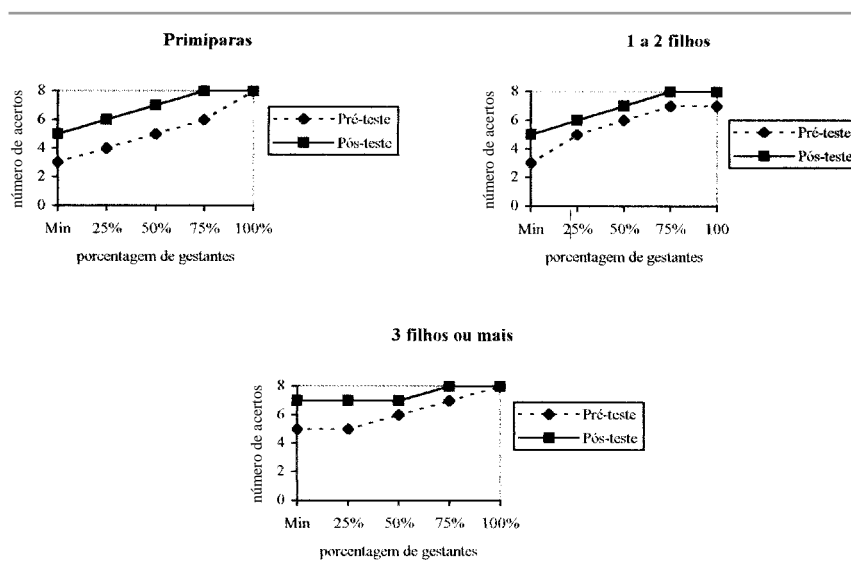 Primiparas
número de acertos
8
6
4
2
0
Min 25% 50% 75% 100%
porcentagem de gestantes
Pré-teste
Pós-teste
1 a 2 filhos
número de acertos
8
6
4
2
0
Min 25% 50% 75% 100
porcentagem de gestantes
Pré-teste
Pós-teste
3 filhos ou mais
número de acertos
8
6
4
2
0
Min 25% 50% 75% 100%
porcentagem de gestantes
Pré-teste
Pós-teste